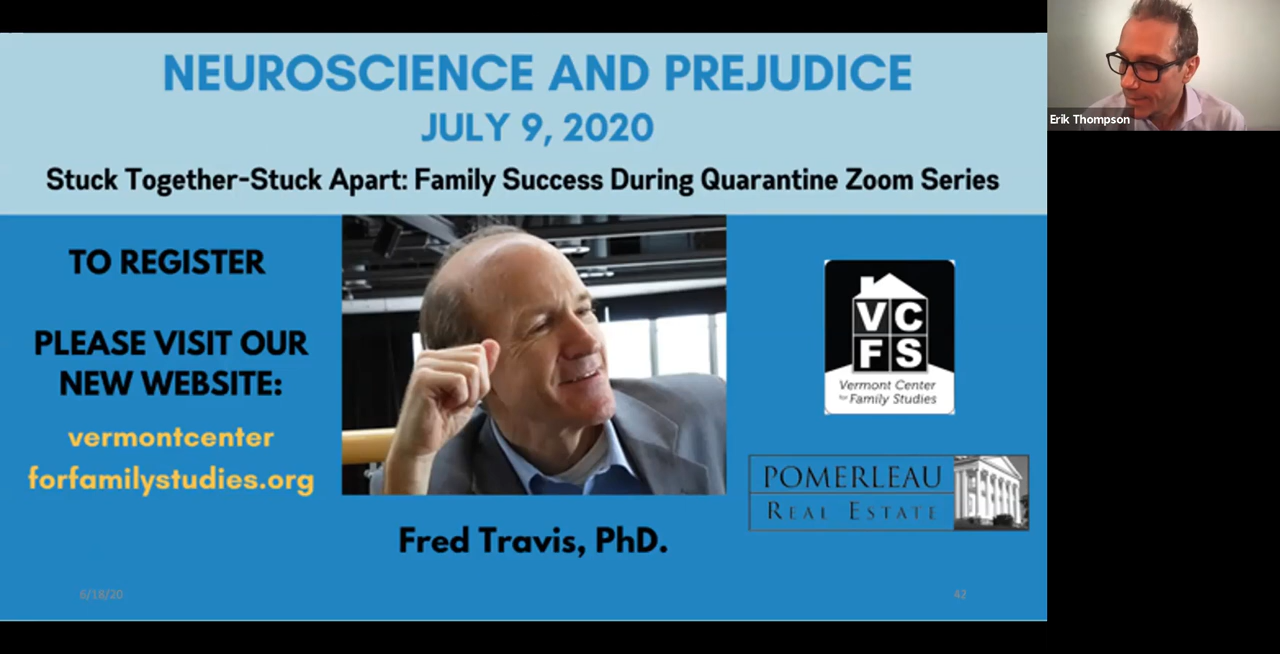 NEUROSCIENCE AND PREJUDICE
JULY 9, 2020
Stuck Together-Stuck Apart: Family Success During Quarantine Zoom Series
TO REGISTER
PLEASE VISIT OUR
NEW WEBSITE:
vermontcenter
forfamilystudies.org
Fred Travis, PhD.
VC
FS
Vermont Center
for Family Studies
POMERLEAU
REAL ESTATE
6/18/20
42
Erik Thompson